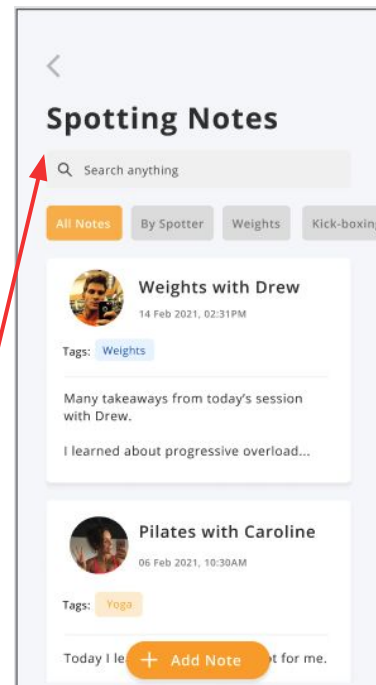 Spotting Notes
Search anything
All Notes By Spotter Weights Kick-boxing
Weights with Drew
14 Feb 2021, 02:31PM
Tags: Weights
Many takeaways from today's session
with Drew.
I learned about progressive overload...
Pilates with Caroline
06 Feb 2021, 10:30AM
Tags: Yoga
Today I le
+ Add Note
t for me.